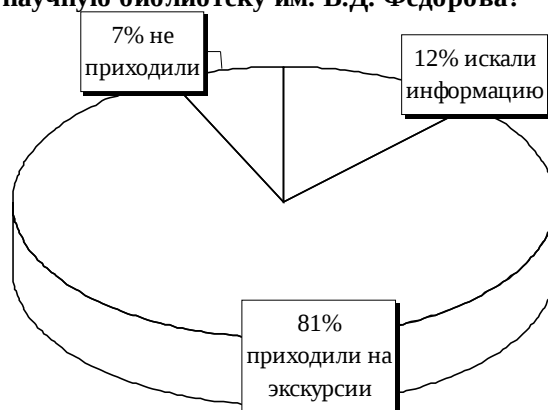 научную библиотеку им. В.Д. Федорова?
7% не
приходили
12% искали
информацию
81%
приходили на
экскурсии